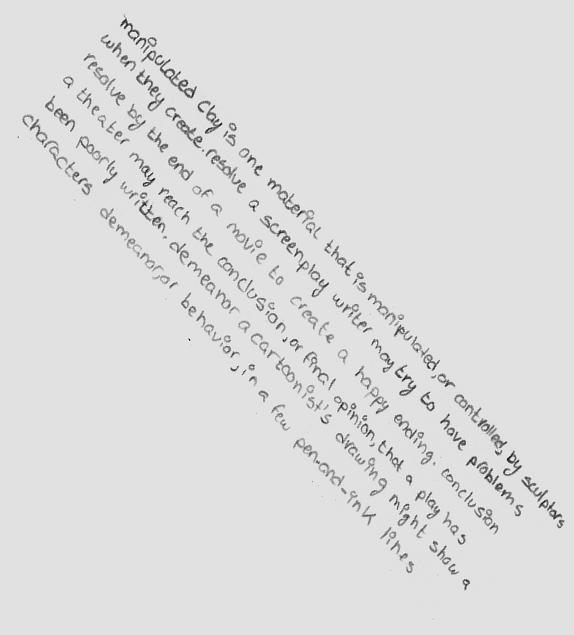 manipulated Clay is one material that is manipulated, or controlled, by sculptors
when they create. resolve a screenplay writer may try to have problems
resolve by the end of a movie to create a happy ending. conclusion
a theater may reach the conclusion, or final opinion, that a play has
been poorly written. demeanor a cartoonist's drawing might show a
characters demeanor, or behavior, in a few pen-and-ink lines